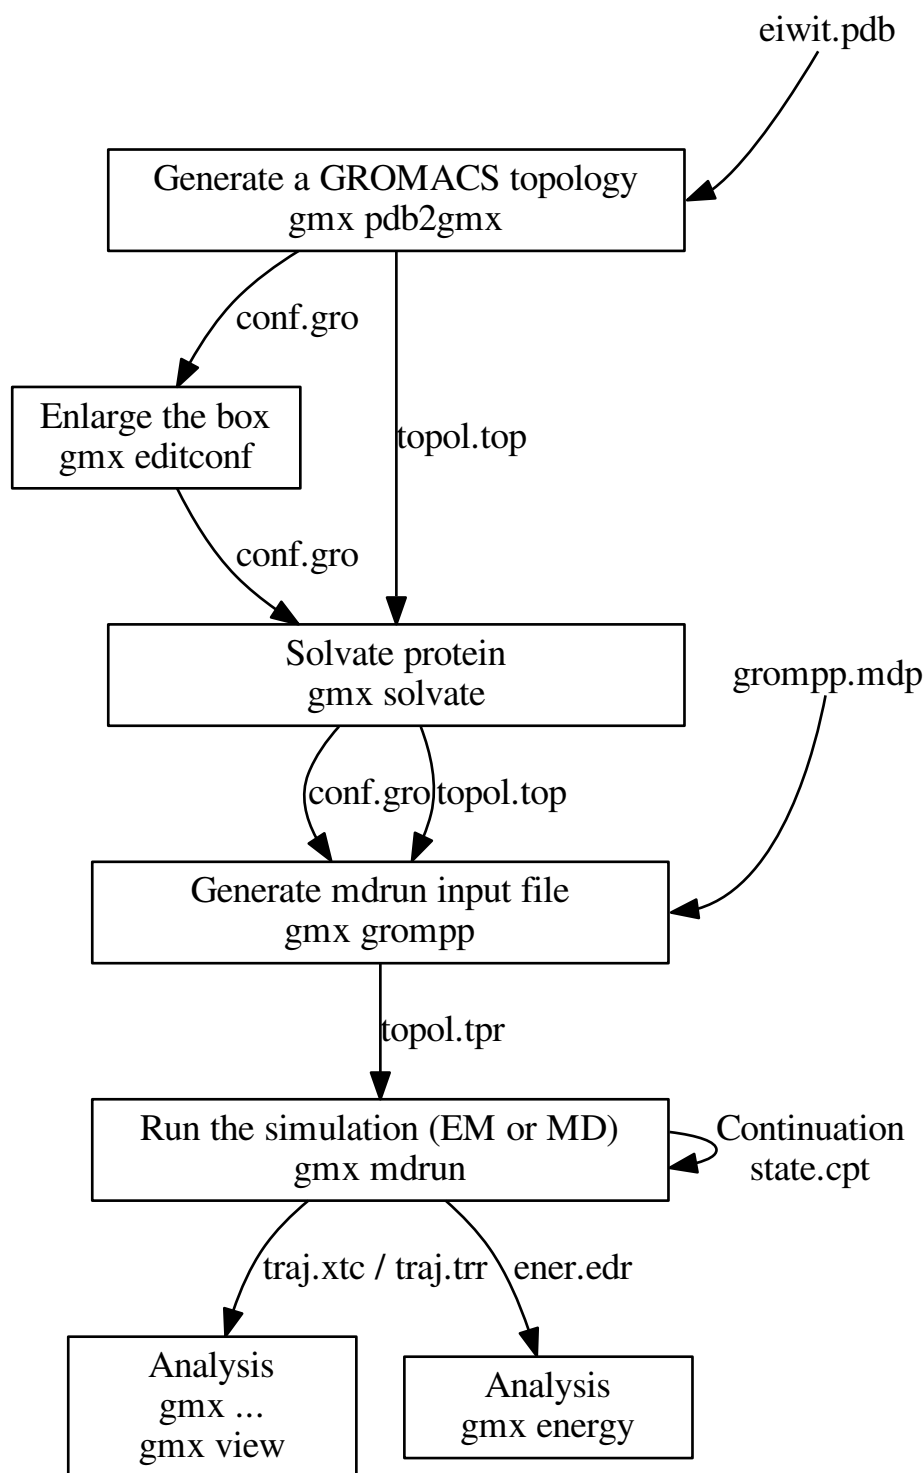 eiwit.pdb
Generate a GROMACS topology
gmx pdb2gmx
conf.gro
Enlarge the box
gmx editconf
topol.top
conf.gro
Solvate protein
gmx solvate
grompp.mdp
conf.gro
topol.top
Generate mdrun input file
gmx grompp
topol.tpr
Run the simulation (EM or MD)
gmx mdrun
Continuation
state.cpt
traj.xtc / traj.trr
ener.edr
Analysis
gmx ...
gmx view
Analysis
gmx energy